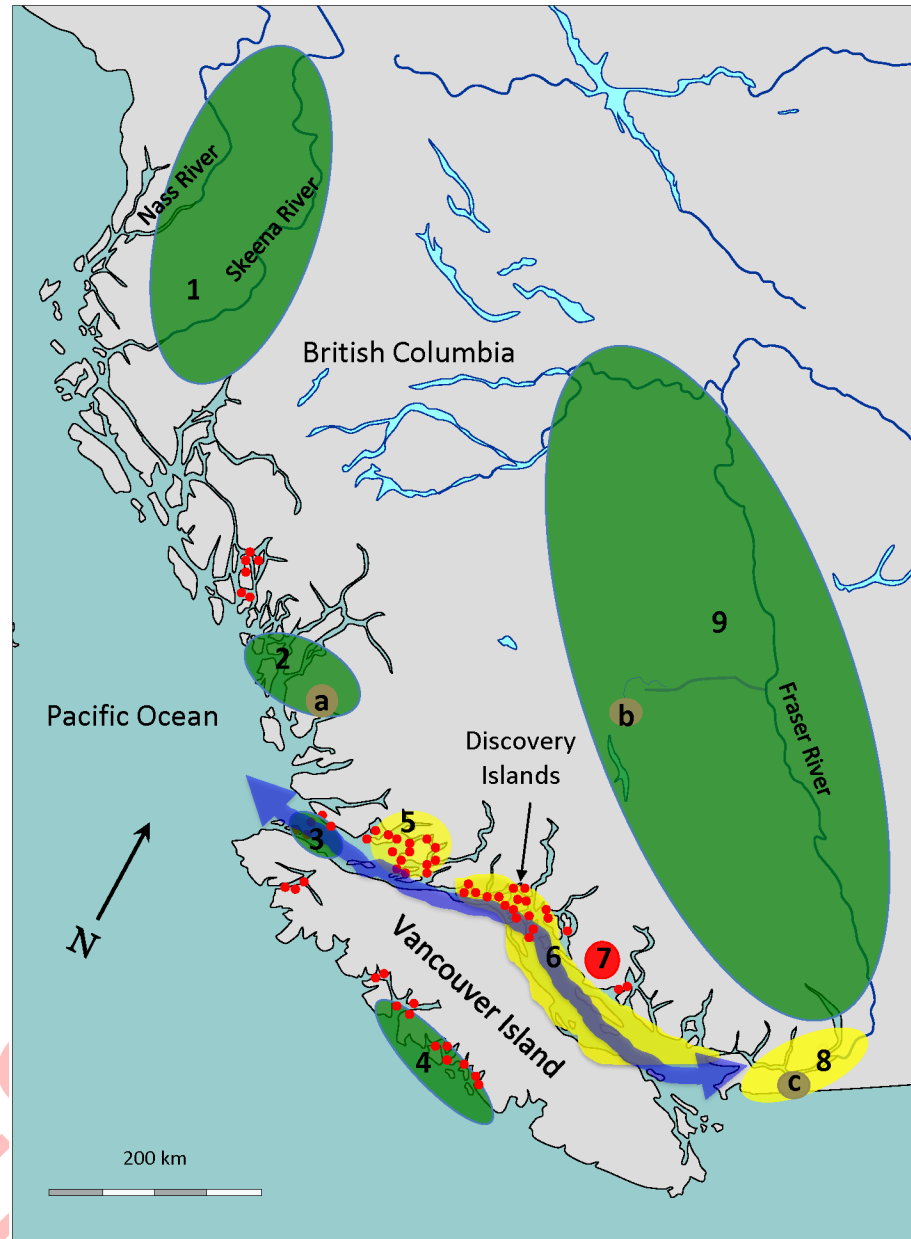 Nass River
Skeena River
1
British Columbia
9
2
a
b
Pacific Ocean
Fraser River
Discovery
Islands
5
3
N
Vancouver Island
6
7
4
8
c
200 km